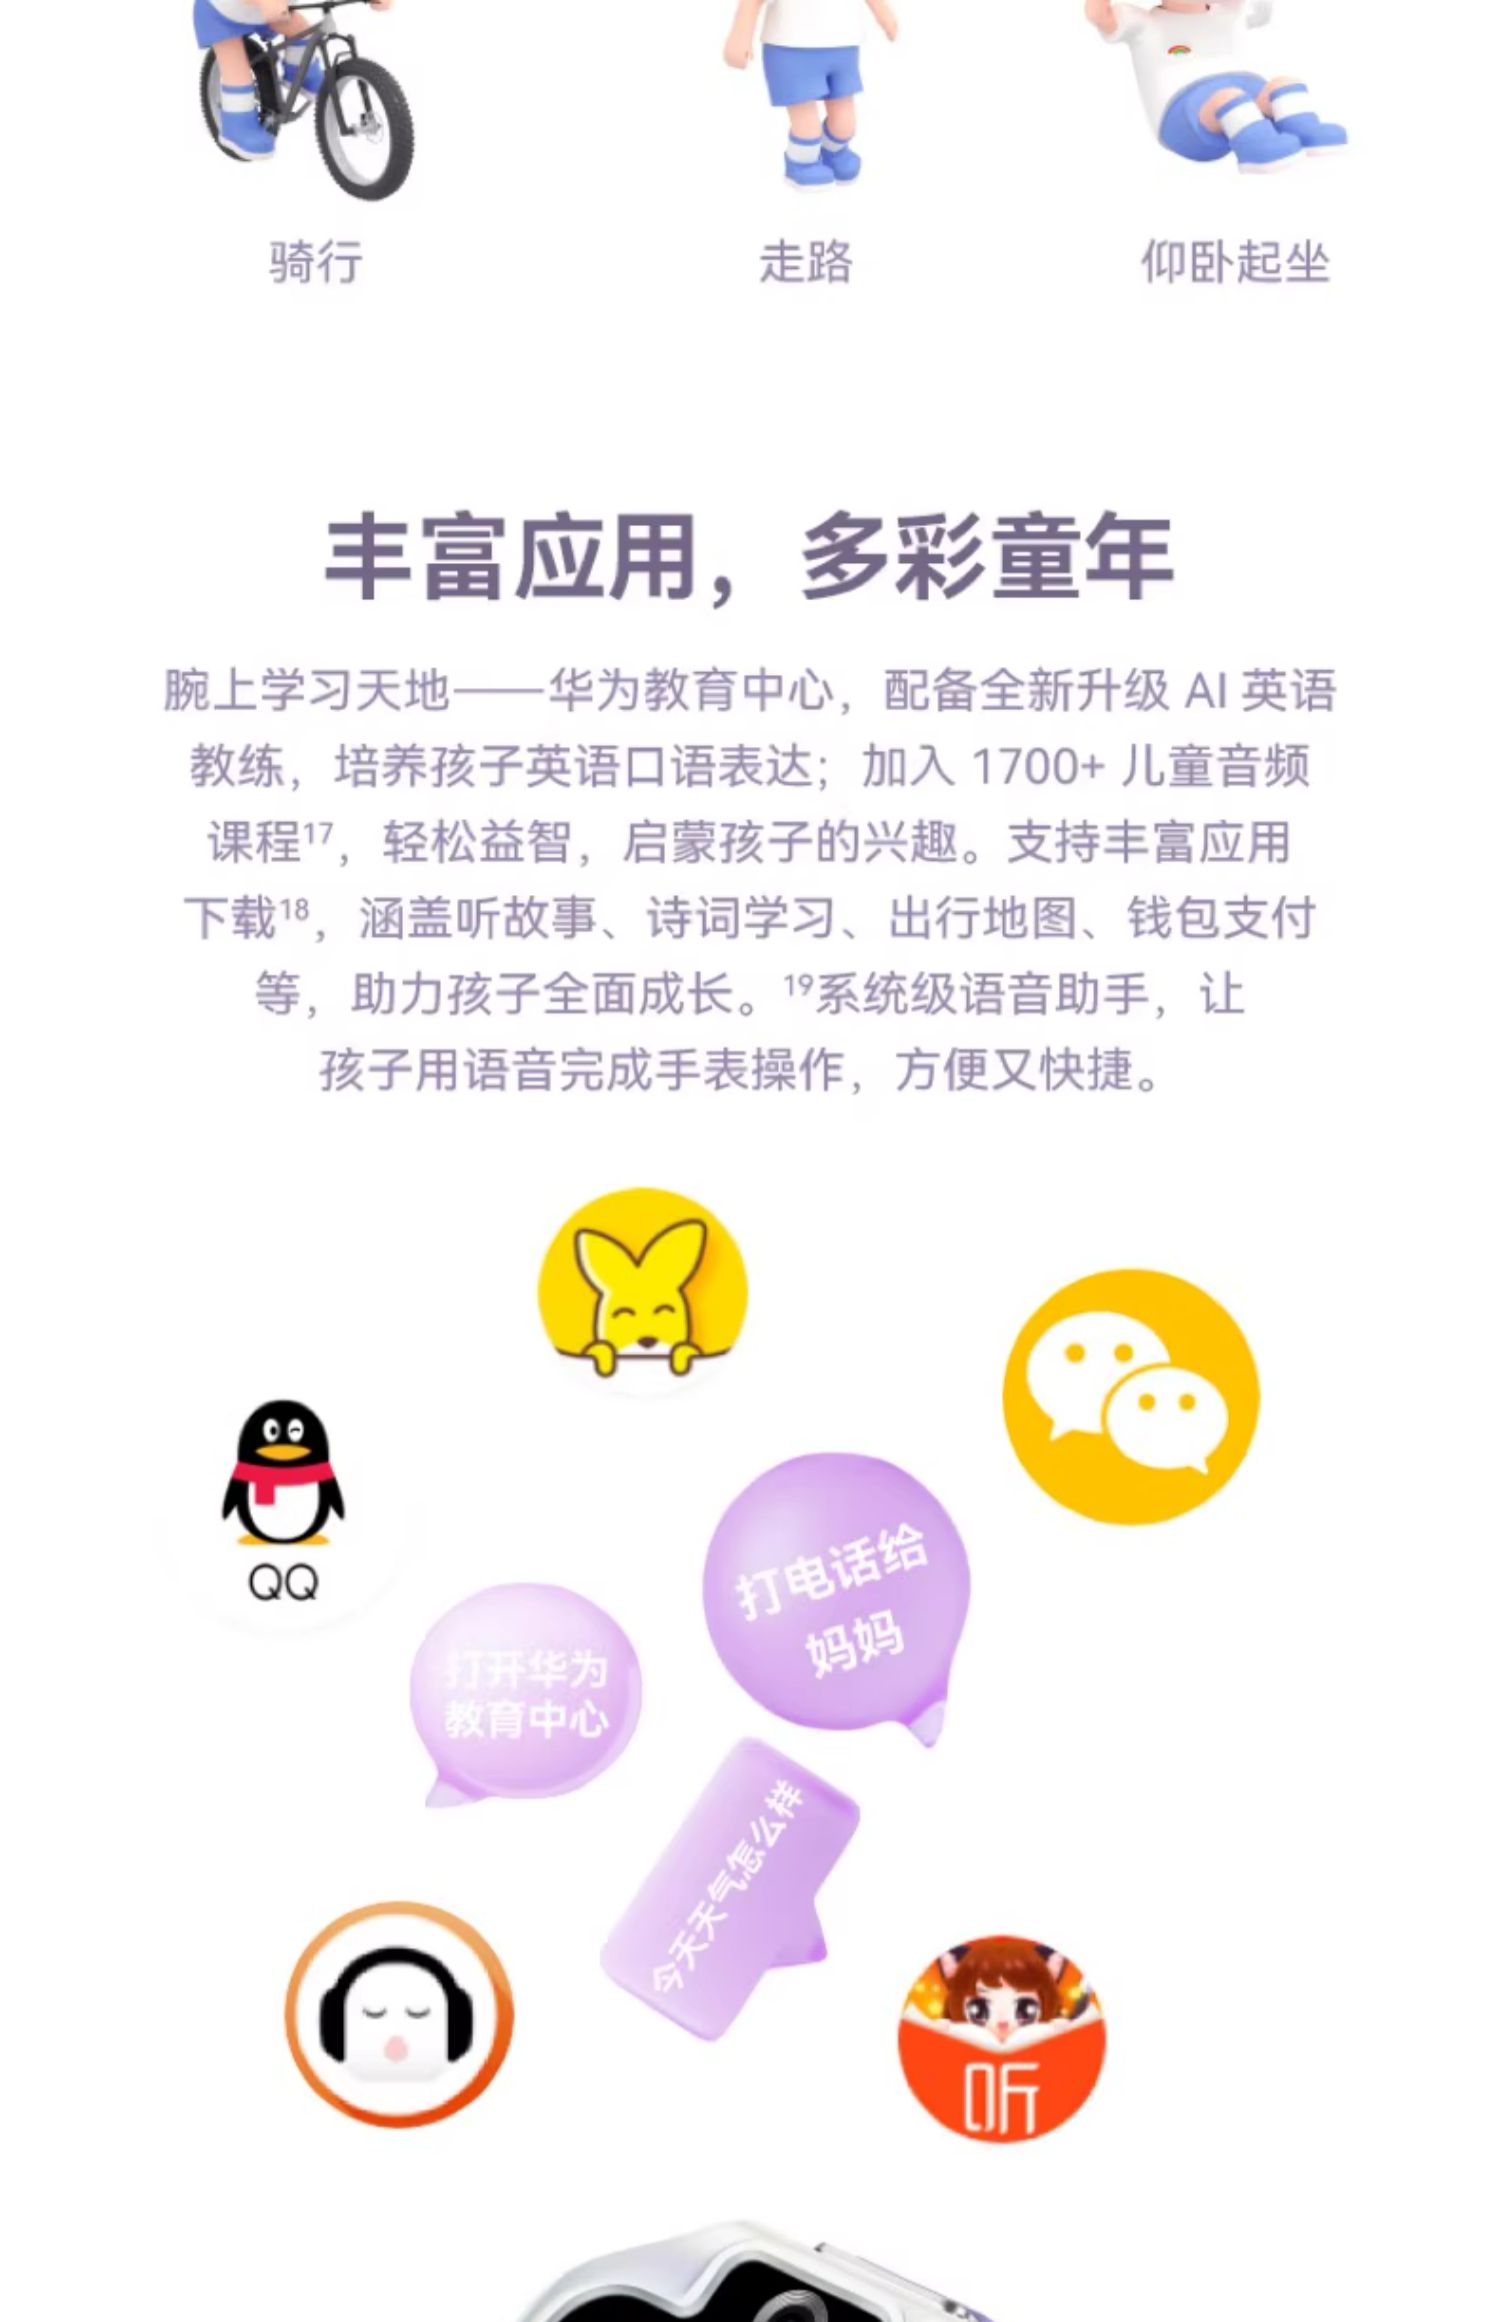 骑行
走路
仰卧起坐
丰富应用，多彩童年
腕上学习天地——华为教育中心，配备全新升级 AI 英语
教练，培养孩子英语口语表达；加入 1700+ 儿童音频
课程¹⁷，轻松益智，启蒙孩子的兴趣。支持丰富应用
下载¹⁸，涵盖听故事、诗词学习、出行地图、钱包支付
等，助力孩子全面成长。¹⁹系统级语音助手，让
孩子用语音完成手表操作，方便又快捷。
QQ
打电话给
妈妈
打开华为
教育中心
今天天气怎么样
听